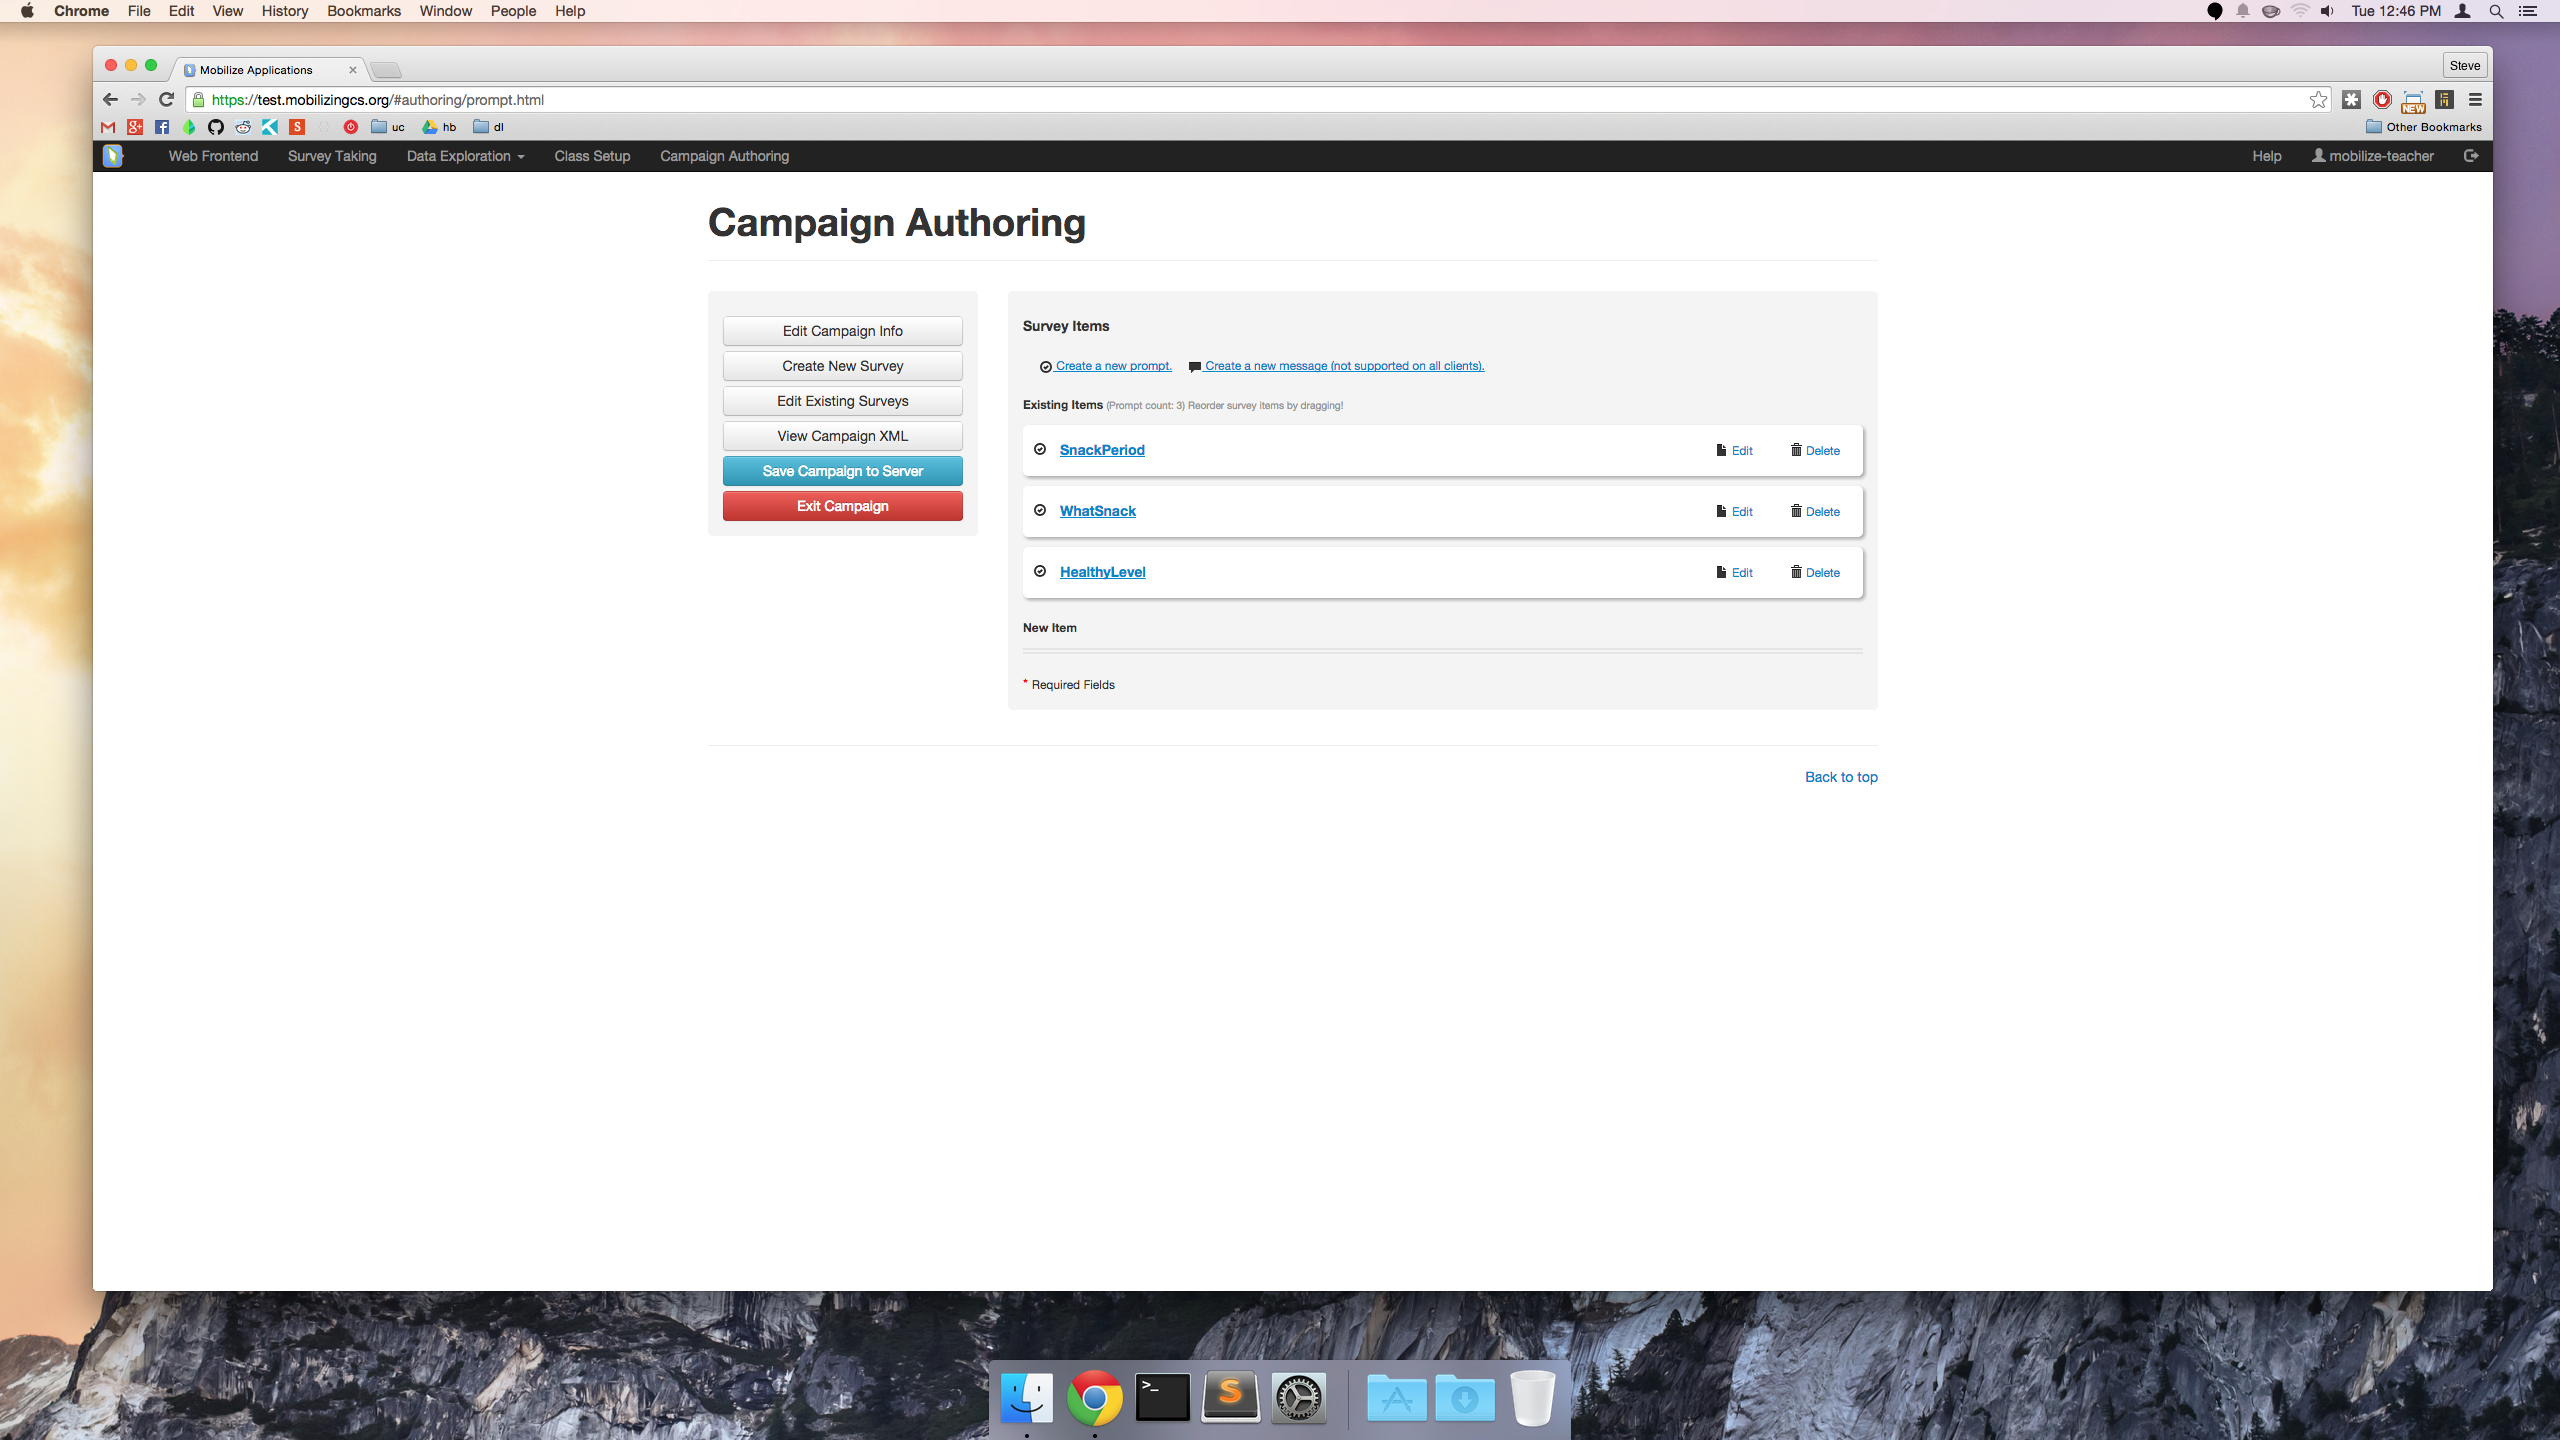 Chrome File Edit View History Bookmarks Window People Help Tue 12:46 PM
Mobilize Applications Steve
https://test.mobilizingcs.org/#authoring/prompt.html NEW
S uc hb dl Other Bookmarks
Web Frontend Survey Taking Data Exploration Class Setup Campaign Authoring Help mobilize-teacher
Campaign Authoring
Edit Campaign Info
Create New Survey
Edit Existing Surveys
View Campaign XML
Save Campaign to Server
Exit Campaign
Survey Items
Create a new prompt. Create a new message (not supported on all clients).
Existing Items (Prompt count: 3) Reorder survey items by dragging!
SnackPeriod Edit Delete
WhatSnack Edit Delete
HealthyLevel Edit Delete
New Item
* Required Fields
Back to top